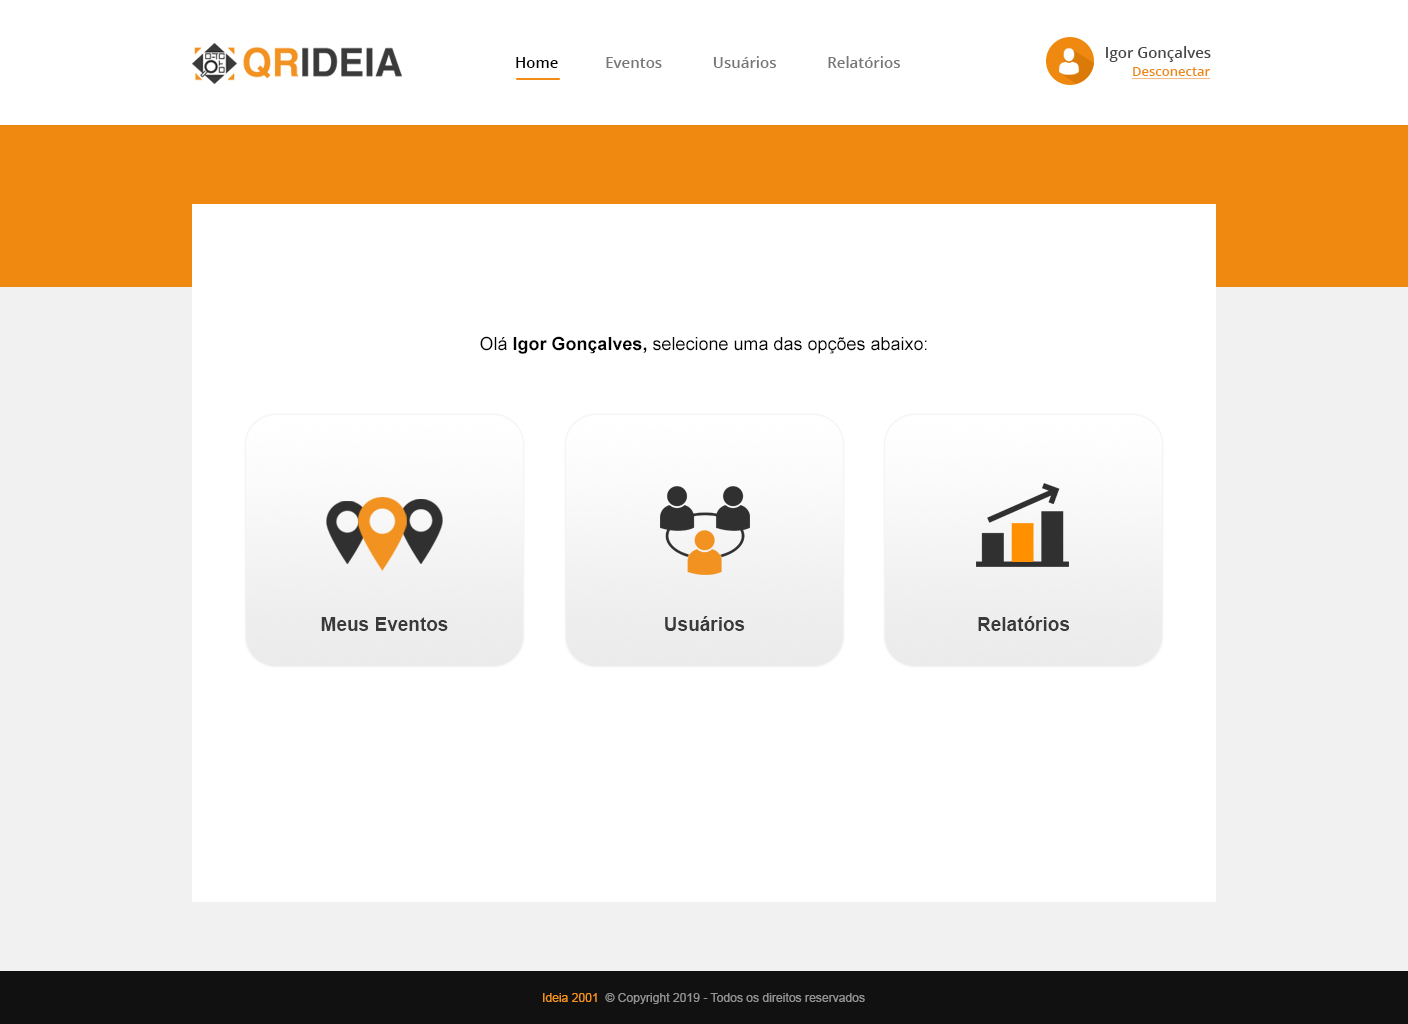 QRIDEIA
Home Eventos Usuários Relatórios
Igor Gonçalves
Desconectar
Olá Igor Gonçalves, selecione uma das opções abaixo:
Meus Eventos
Usuários
Relatórios
Ideia 2001 © Copyright 2019 - Todos os direitos reservados